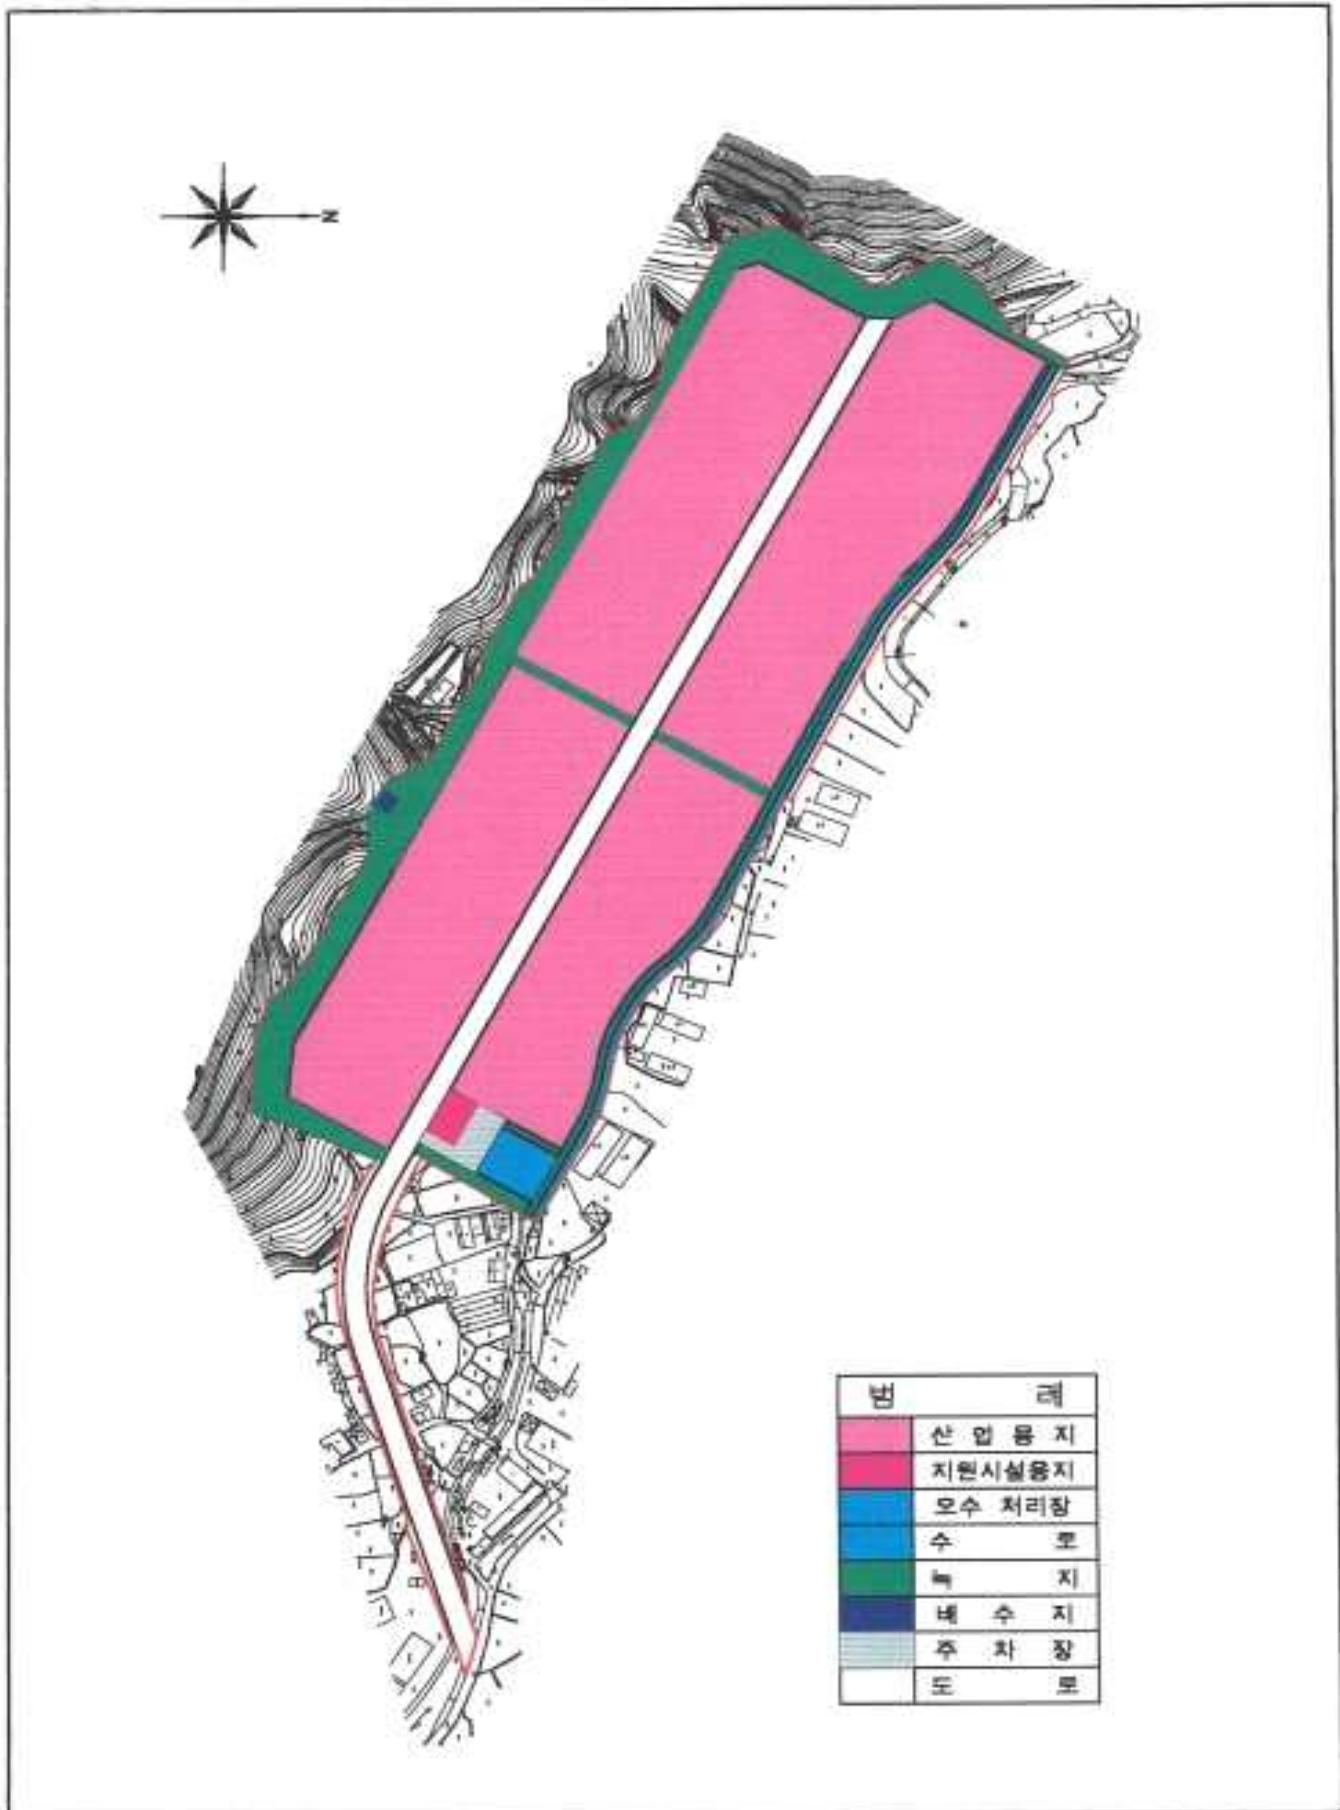 N
범 례
산 업 용 지
지원시설용지
오수 처리장
수 로
녹 지
배 수 지
주 차 장
도 로